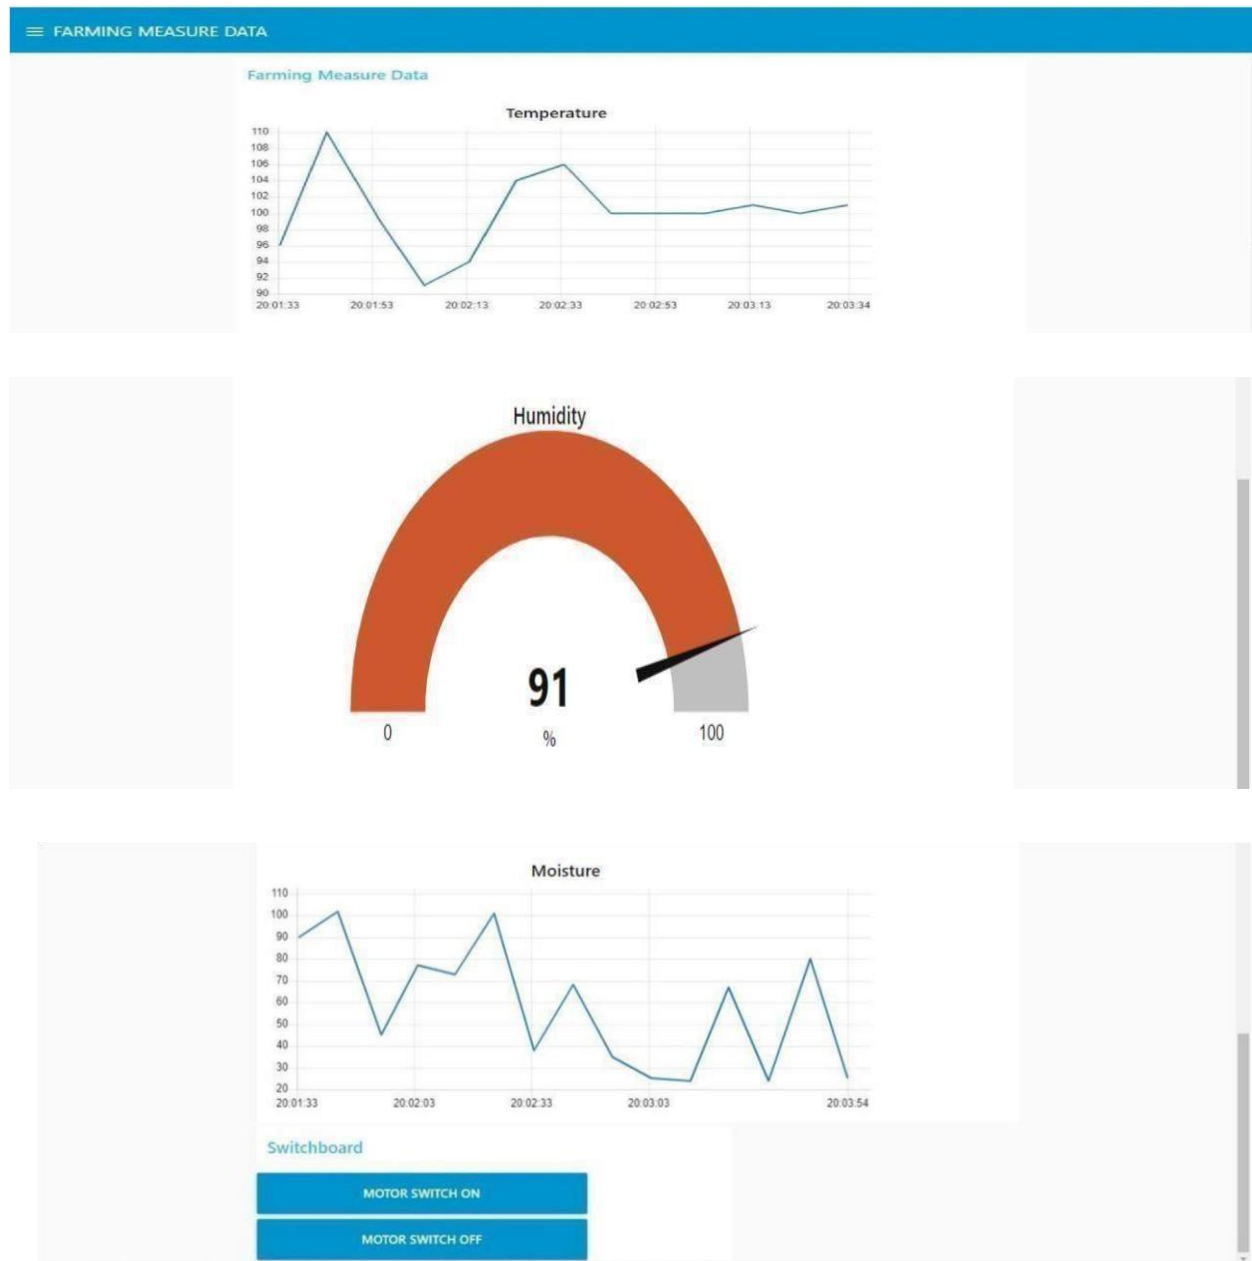 FARMING MEASURE DATA
Farming Measure Data
Temperature
110
108
106
104
102
100
98
96
94
92
90
20:01:33 20:01:53 20:02:13 20:02:33 20:02:53 20:03:13 20:03:34
Humidity
91
0 % 100
Moisture
110
100
90
80
70
60
50
40
30
20
20:01:33 20:02:03 20:02:33 20:03:03 20:03:54
Switchboard
MOTOR SWITCH ON
MOTOR SWITCH OFF